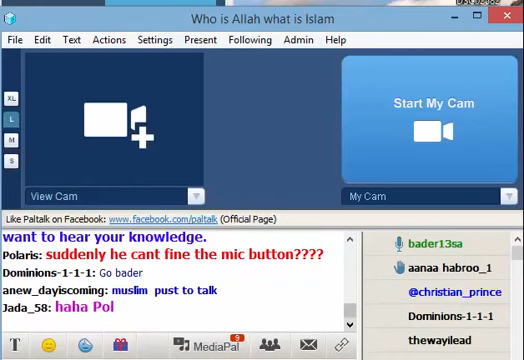 Who is Allah what is Islam
File Edit Text Actions Settings Present Following Admin Help
XL
L
M
S
Start My Cam
View Cam
My Cam
Like Paltalk on Facebook: www.facebook.com/paltalk (Official Page)
want to hear your knowledge.
Polaris: suddenly he cant fine the mic button????
Dominions-1-1-1: Go bader
anew_dayiscoming: muslim pust to talk
Jada_58: haha Pol
bader13sa
aanaa habroo_1
@christian_prince
Dominions-1-1-1
thewayilead
T
MediaPal
9